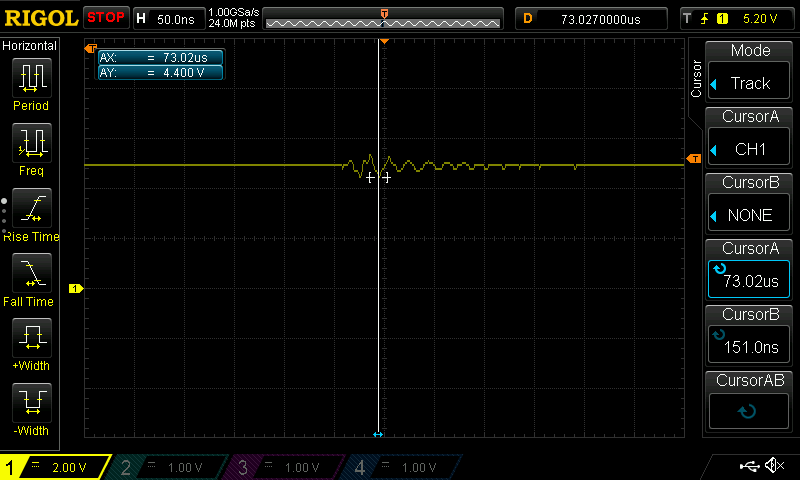 RIGOL STOP H 50.0ns 1.00GSa/s 24.0M pts T D 73.0270000us T 1 5.20 V
Horizontal
Period
Freq
Rise Time
Fall Time
+Width
-Width
T
AX: = 73.02us
AY: = 4.400 V
T
1
Cursor
Mode
Track
CursorA
CH1
CursorB
NONE
CursorA
73.02us
CursorB
151.0ns
CursorAB
1 = 2.00 V 2 = 1.00 V 3 = 1.00 V 4 = 1.00 V